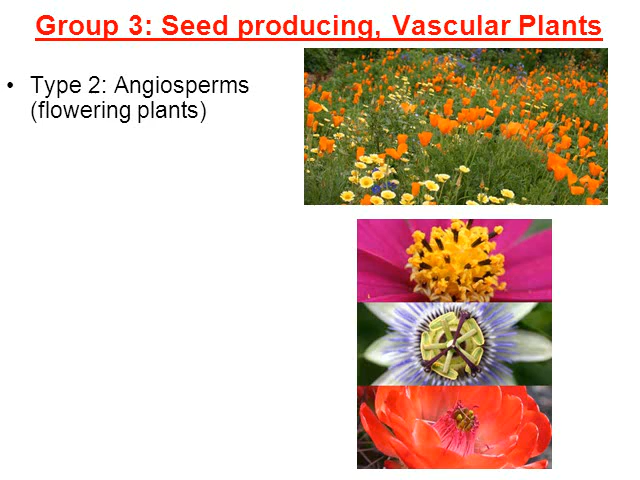 Group 3: Seed producing, Vascular Plants
• Type 2: Angiosperms
(flowering plants)